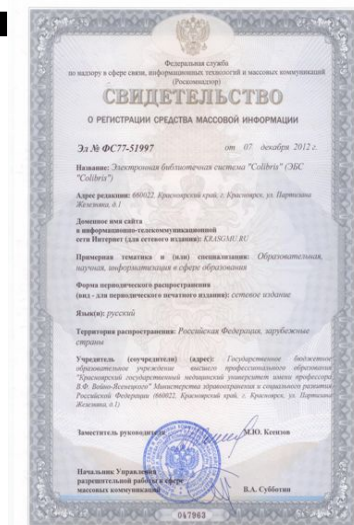 Федеральная служба
по надзору в сфере связи, информационных технологий и массовых коммуникаций
(Роскомнадзор)
СВИДЕТЕЛЬСТВО
О РЕГИСТРАЦИИ СРЕДСТВА МАССОВОЙ ИНФОРМАЦИИ
Эл № ФС77-51997 от 07 декабря 2012 г.
Название: Электронная библиотечная система "Colibris" (ЭБС
"Colibris")
Адрес редакции: 660022, Красноярский край, г. Красноярск, ул. Партизана
Железняка, д.1
Доменное имя сайта
в информационно-телекоммуникационной
сети Интернет (для сетевого издания): KRASGMU.RU
Примерная тематика и (или) специализация: Образовательная,
научная, информатизация в сфере образования
Форма периодического распространения
(вид - для периодического печатного издания): сетевое издание
Язык(и): русский
Территория распространения: Российская Федерация, зарубежные
страны
Учредитель (соучредители) (адрес): Государственное бюджетное
образовательное учреждение высшего профессионального образования
"Красноярский государственный медицинский университет имени профессора
В.Ф. Войно-Ясенецкого" Министерства здравоохранения и социального развития
Российской Федерации (660022, Красноярский край, г. Красноярск, ул. Партизана
Железняка, д.1)
Заместитель руководителя М.Ю. Ксензов
Начальник Управления
разрешительной работы в сфере
массовых коммуникаций В.А. Субботин
047963